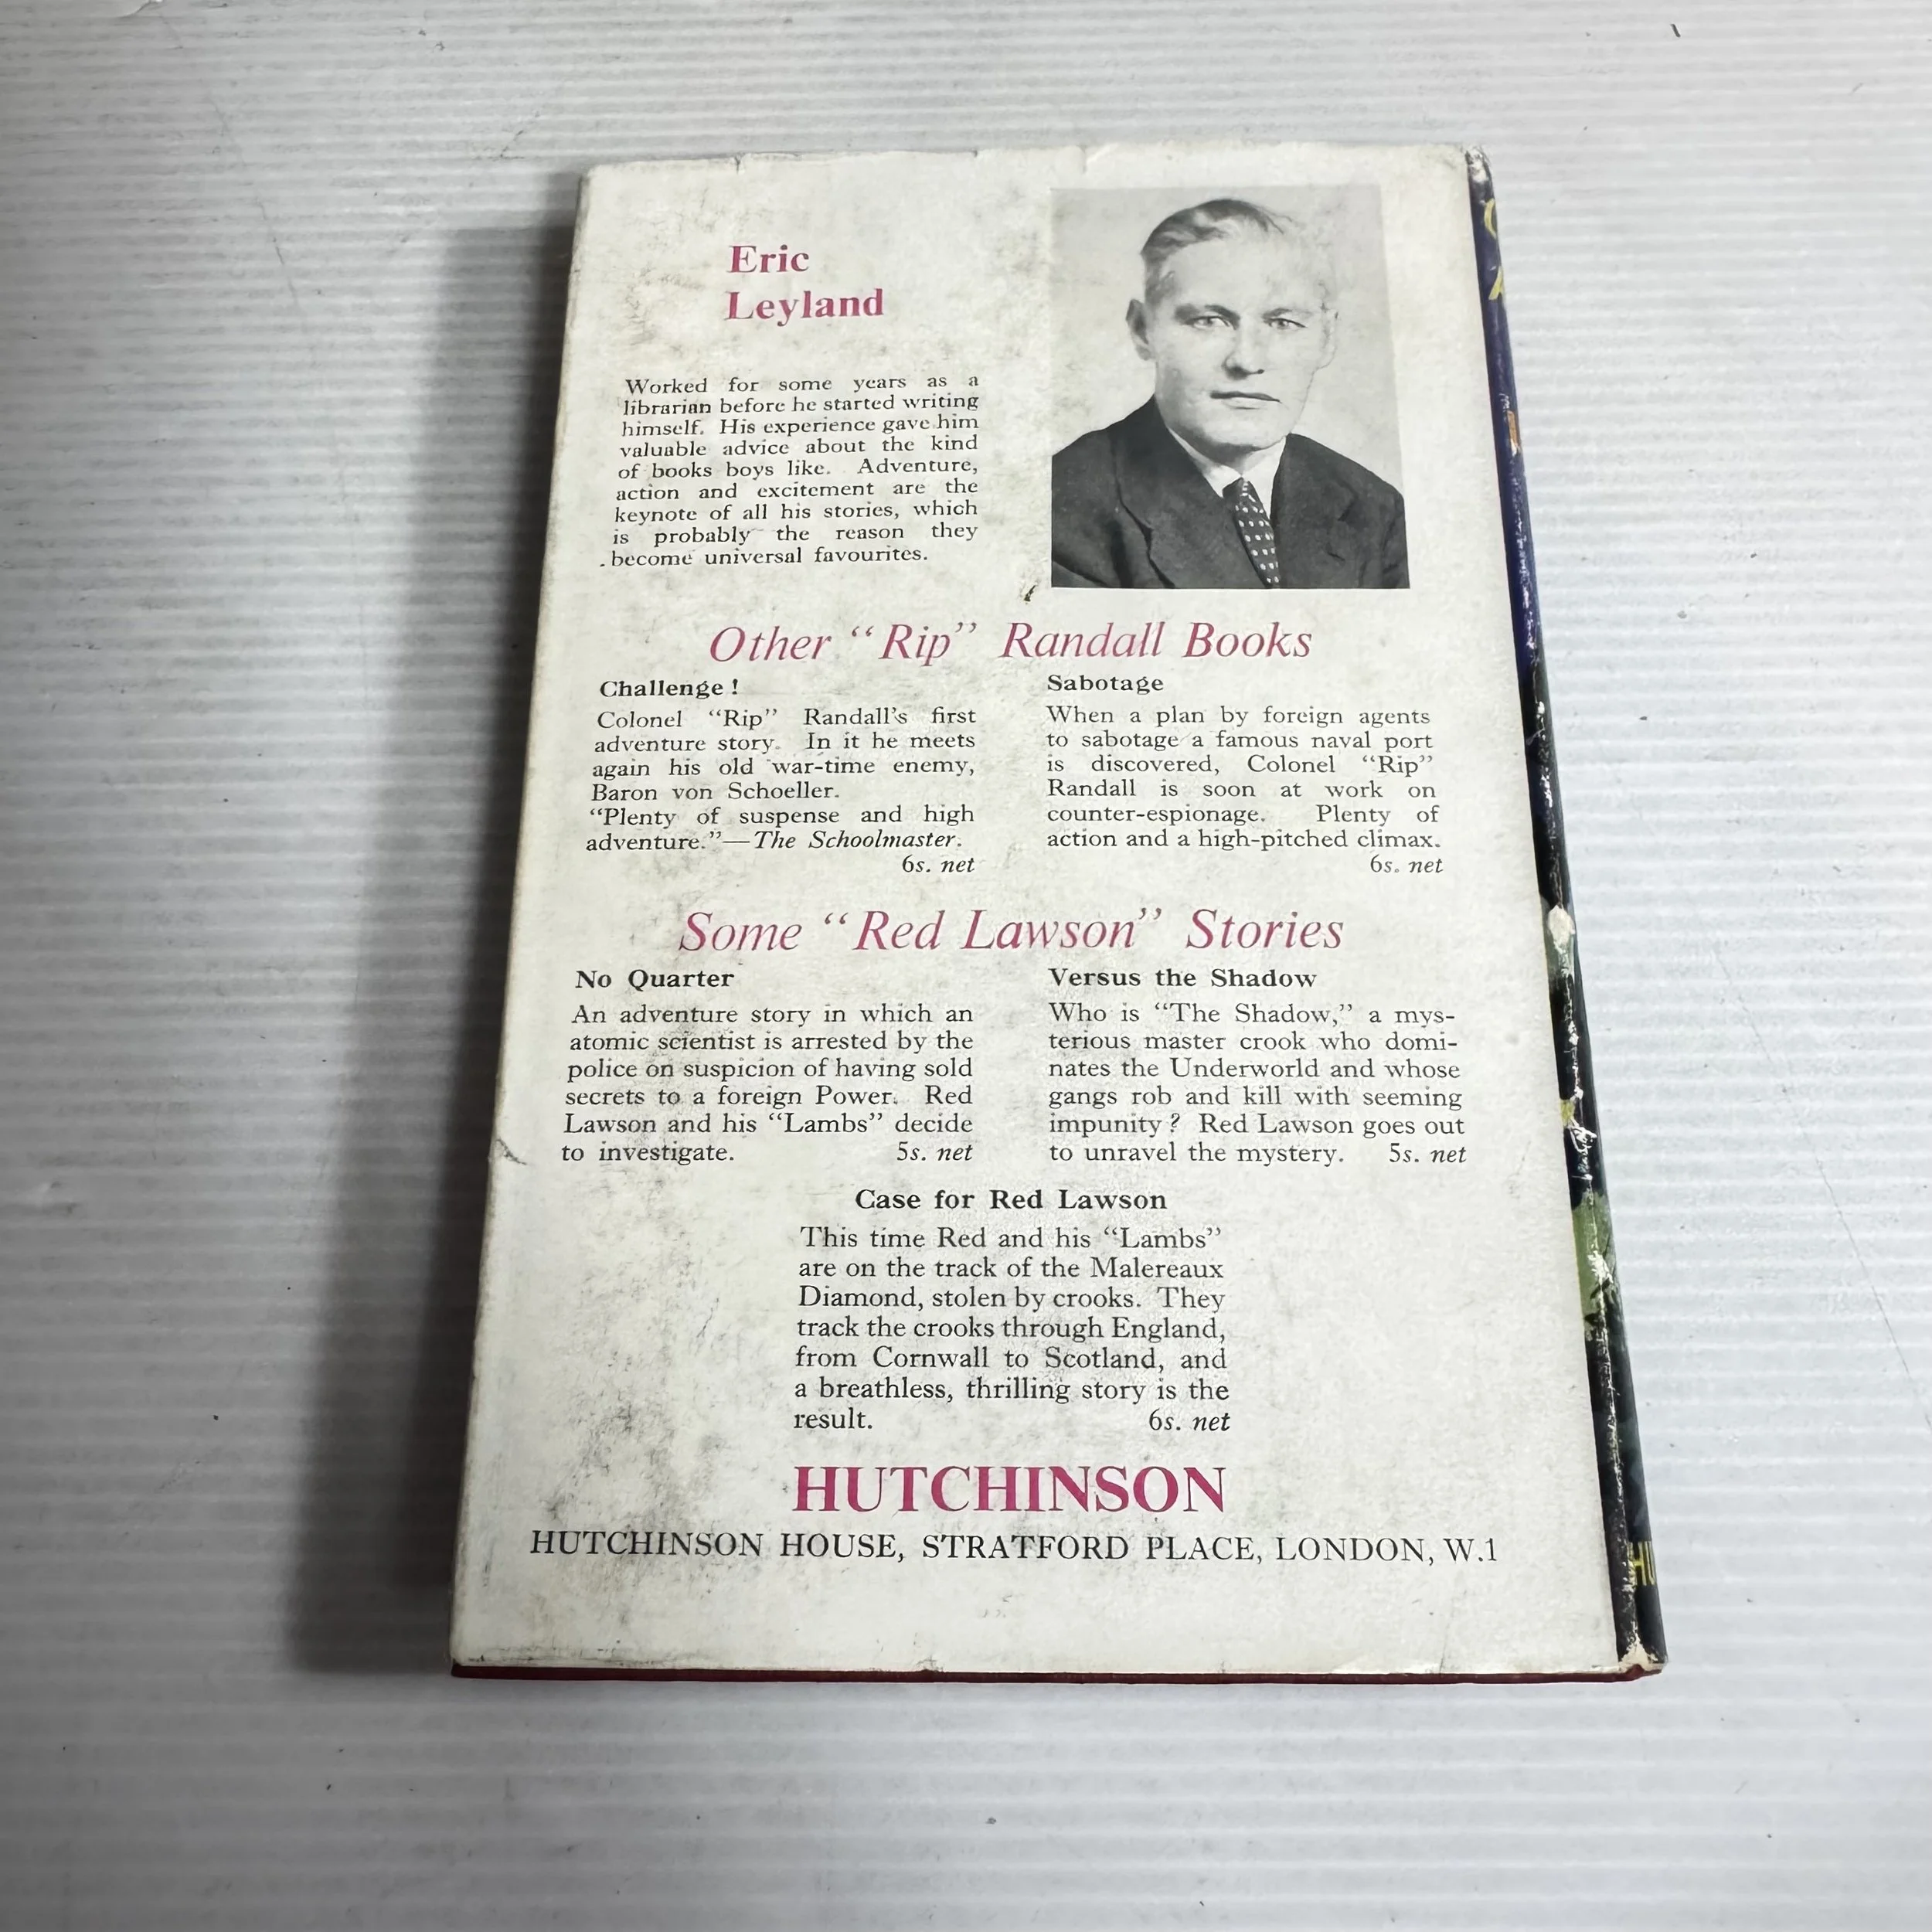 Eric
Leyland
Worked for some years as a
librarian before he started writing
himself. His experience gave him
valuable advice about the kind
of books boys like. Adventure,
action and excitement are the
keynote of all his stories, which
is probably the reason they
become universal favourites.
Other “Rip” Randall Books
Challenge !
Colonel “Rip” Randall’s first
adventure story. In it he meets
again his old war-time enemy,
Baron von Schoeller.
“Plenty of suspense and high
adventure.”—The Schoolmaster.
6s. net
Sabotage
When a plan by foreign agents
to sabotage a famous naval port
is discovered, Colonel “Rip”
Randall is soon at work on
counter-espionage. Plenty of
action and a high-pitched climax.
6s. net
Some “Red Lawson” Stories
No Quarter
An adventure story in which an
atomic scientist is arrested by the
police on suspicion of having sold
secrets to a foreign Power. Red
Lawson and his “Lambs” decide
to investigate. 5s. net
Versus the Shadow
Who is “The Shadow,” a mys-
terious master crook who domi-
nates the Underworld and whose
gangs rob and kill with seeming
impunity ? Red Lawson goes out
to unravel the mystery. 5s. net
Case for Red Lawson
This time Red and his “Lambs”
are on the track of the Malereaux
Diamond, stolen by crooks. They
track the crooks through England,
from Cornwall to Scotland, and
a breathless, thrilling story is the
result. 6s. net
HUTCHINSON
HUTCHINSON HOUSE, STRATFORD PLACE, LONDON, W.1